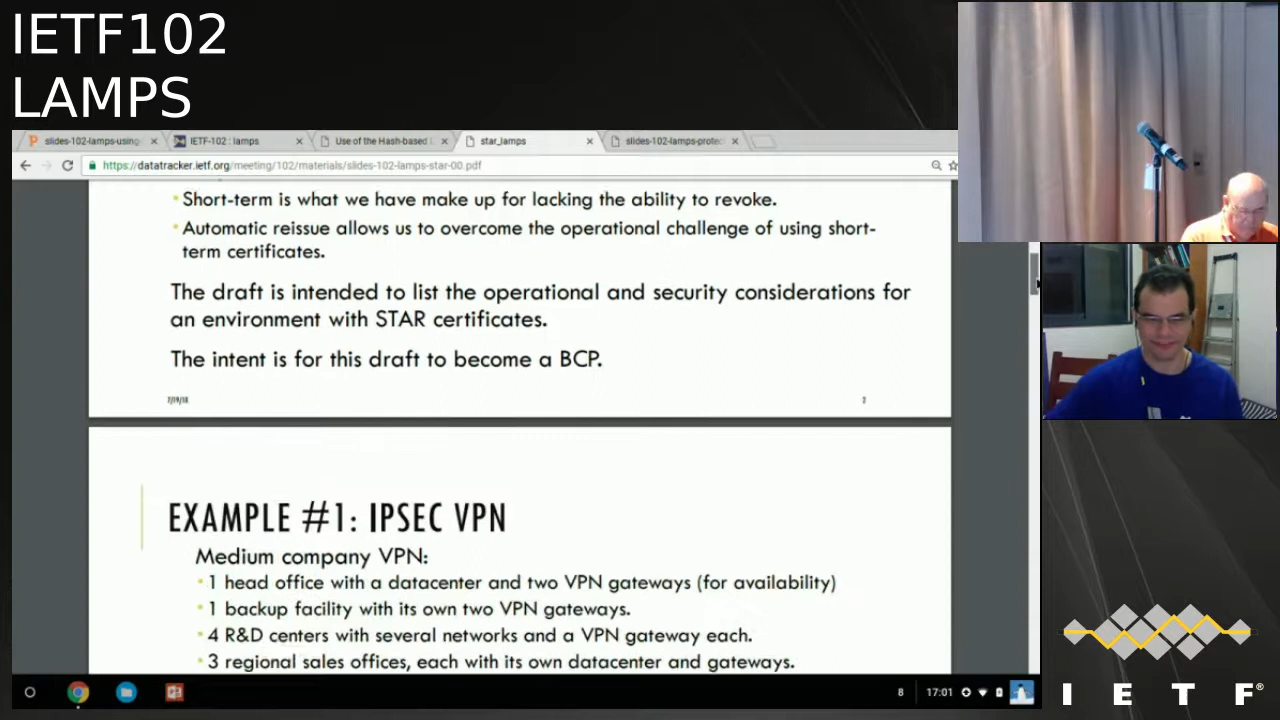 IETF102
LAMPS
slides-102-lamps-using-
IETF-102 : lamps
Use of the Hash-based
star_lamps
slides-102-lamps-protec
https://datatracker.ietf.org/meeting/102/materials/slides-102-lamps-star-00.pdf
Short-term is what we have make up for lacking the ability to revoke.
Automatic reissue allows us to overcome the operational challenge of using short-
term certificates.
The draft is intended to list the operational and security considerations for
an environment with STAR certificates.
The intent is for this draft to become a BCP.
7/19/18
2
EXAMPLE #1: IPSEC VPN
Medium company VPN:
1 head office with a datacenter and two VPN gateways (for availability)
1 backup facility with its own two VPN gateways.
4 R&D centers with several networks and a VPN gateway each.
3 regional sales offices, each with its own datacenter and gateways.
8
17:01
I E T F®